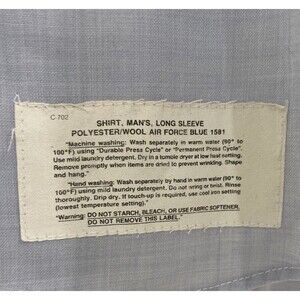 C-702
SHIRT, MAN'S, LONG SLEEVE
POLYESTER/WOOL AIR FORCE BLUE 1581
"Machine washing: Wash separately in warm water (90° to
100°F) using "Durable Press Cycle" or "Permanent Press Cycle".
Use mild laundry detergent. Dry in a tumble dryer at low heat setting.
Remove promptly when items are dried to prevent wrinkling. Shape
and hang."
"Hand washing: Wash separately by hand in warm water (90° to
100°F) using mild laundry detergent. Do not wring or twist. Rinse
thoroughly. Drip dry. If touch-up is required, use cool iron
(lowest temperature setting)."
"Warning: DO NOT STARCH, BLEACH, OR USE FABRIC SOFTENER.
DO NOT REMOVE THIS LABEL."